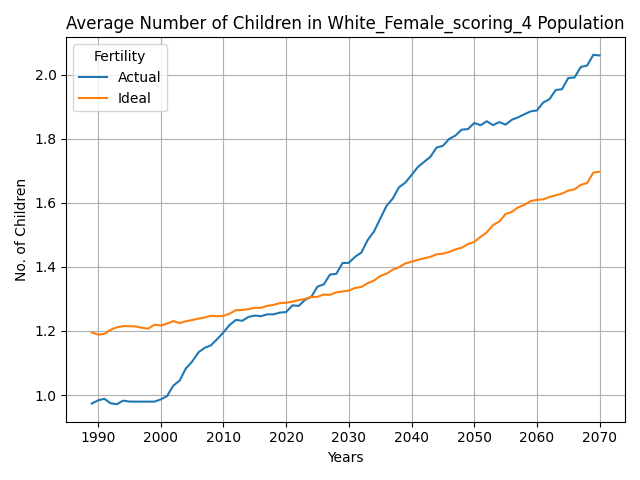 Average Number of Children in White_Female_scoring_4 Population
Fertility
Actual
Ideal
No. of Children
2.0
1.8
1.6
1.4
1.2
1.0
1990 2000 2010 2020 2030 2040 2050 2060 2070
Years